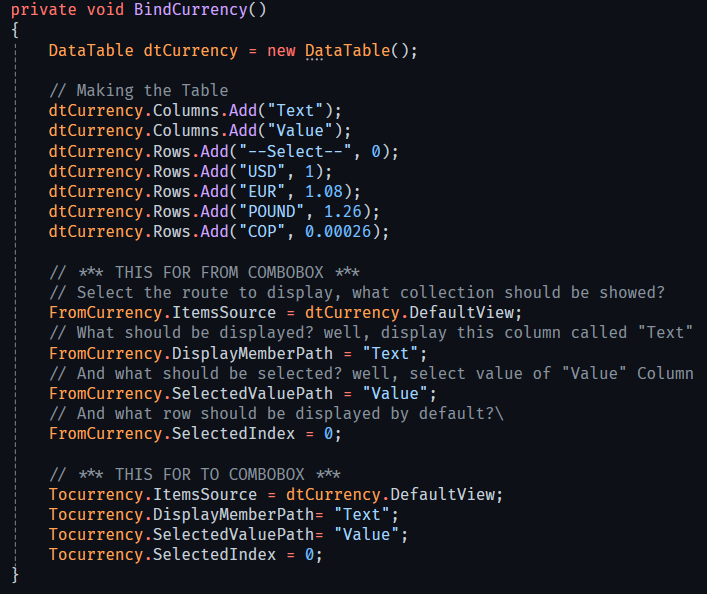 private void BindCurrency()
{
    DataTable dtCurrency = new DataTable();

    // Making the Table
    dtCurrency.Columns.Add("Text");
    dtCurrency.Columns.Add("Value");
    dtCurrency.Rows.Add("--Select--", 0);
    dtCurrency.Rows.Add("USD", 1);
    dtCurrency.Rows.Add("EUR", 1.08);
    dtCurrency.Rows.Add("POUND", 1.26);
    dtCurrency.Rows.Add("COP", 0.00026);

    // *** THIS FOR FROM COMBOBOX ***
    // Select the route to display, what collection should be showed?
    FromCurrency.ItemsSource = dtCurrency.DefaultView;
    // What should be displayed? well, display this column called "Text"
    FromCurrency.DisplayMemberPath = "Text";
    // And what should be selected? well, select value of "Value" Column
    FromCurrency.SelectedValuePath = "Value";
    // And what row should be displayed by default?\
    FromCurrency.SelectedIndex = 0;

    // *** THIS FOR TO COMBOBOX ***
    Tocurrency.ItemsSource = dtCurrency.DefaultView;
    Tocurrency.DisplayMemberPath= "Text";
    Tocurrency.SelectedValuePath= "Value";
    Tocurrency.SelectedIndex = 0;
}